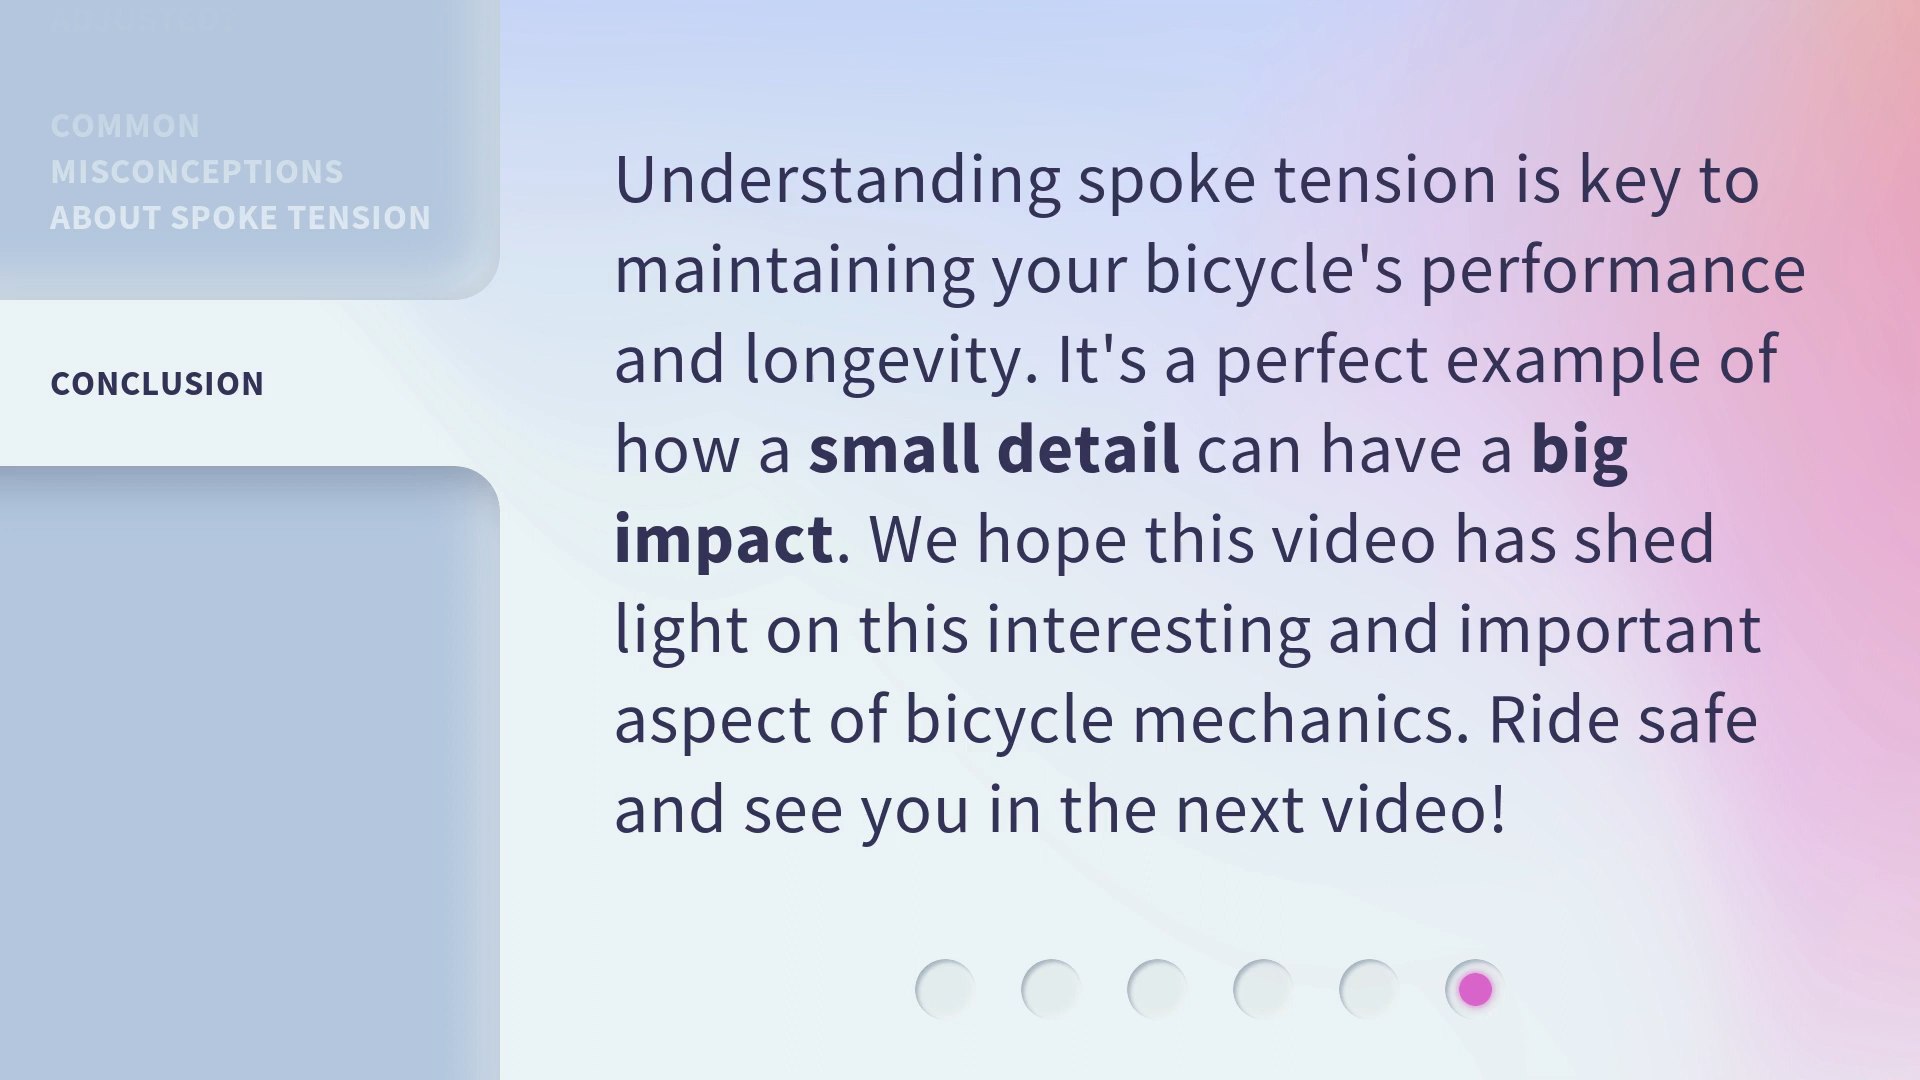 ADJUSTED?
COMMON
MISCONCEPTIONS
ABOUT SPOKE TENSION
CONCLUSION
Understanding spoke tension is key to
maintaining your bicycle's performance
and longevity. It's a perfect example of
how a small detail can have a big
impact. We hope this video has shed
light on this interesting and important
aspect of bicycle mechanics. Ride safe
and see you in the next video!